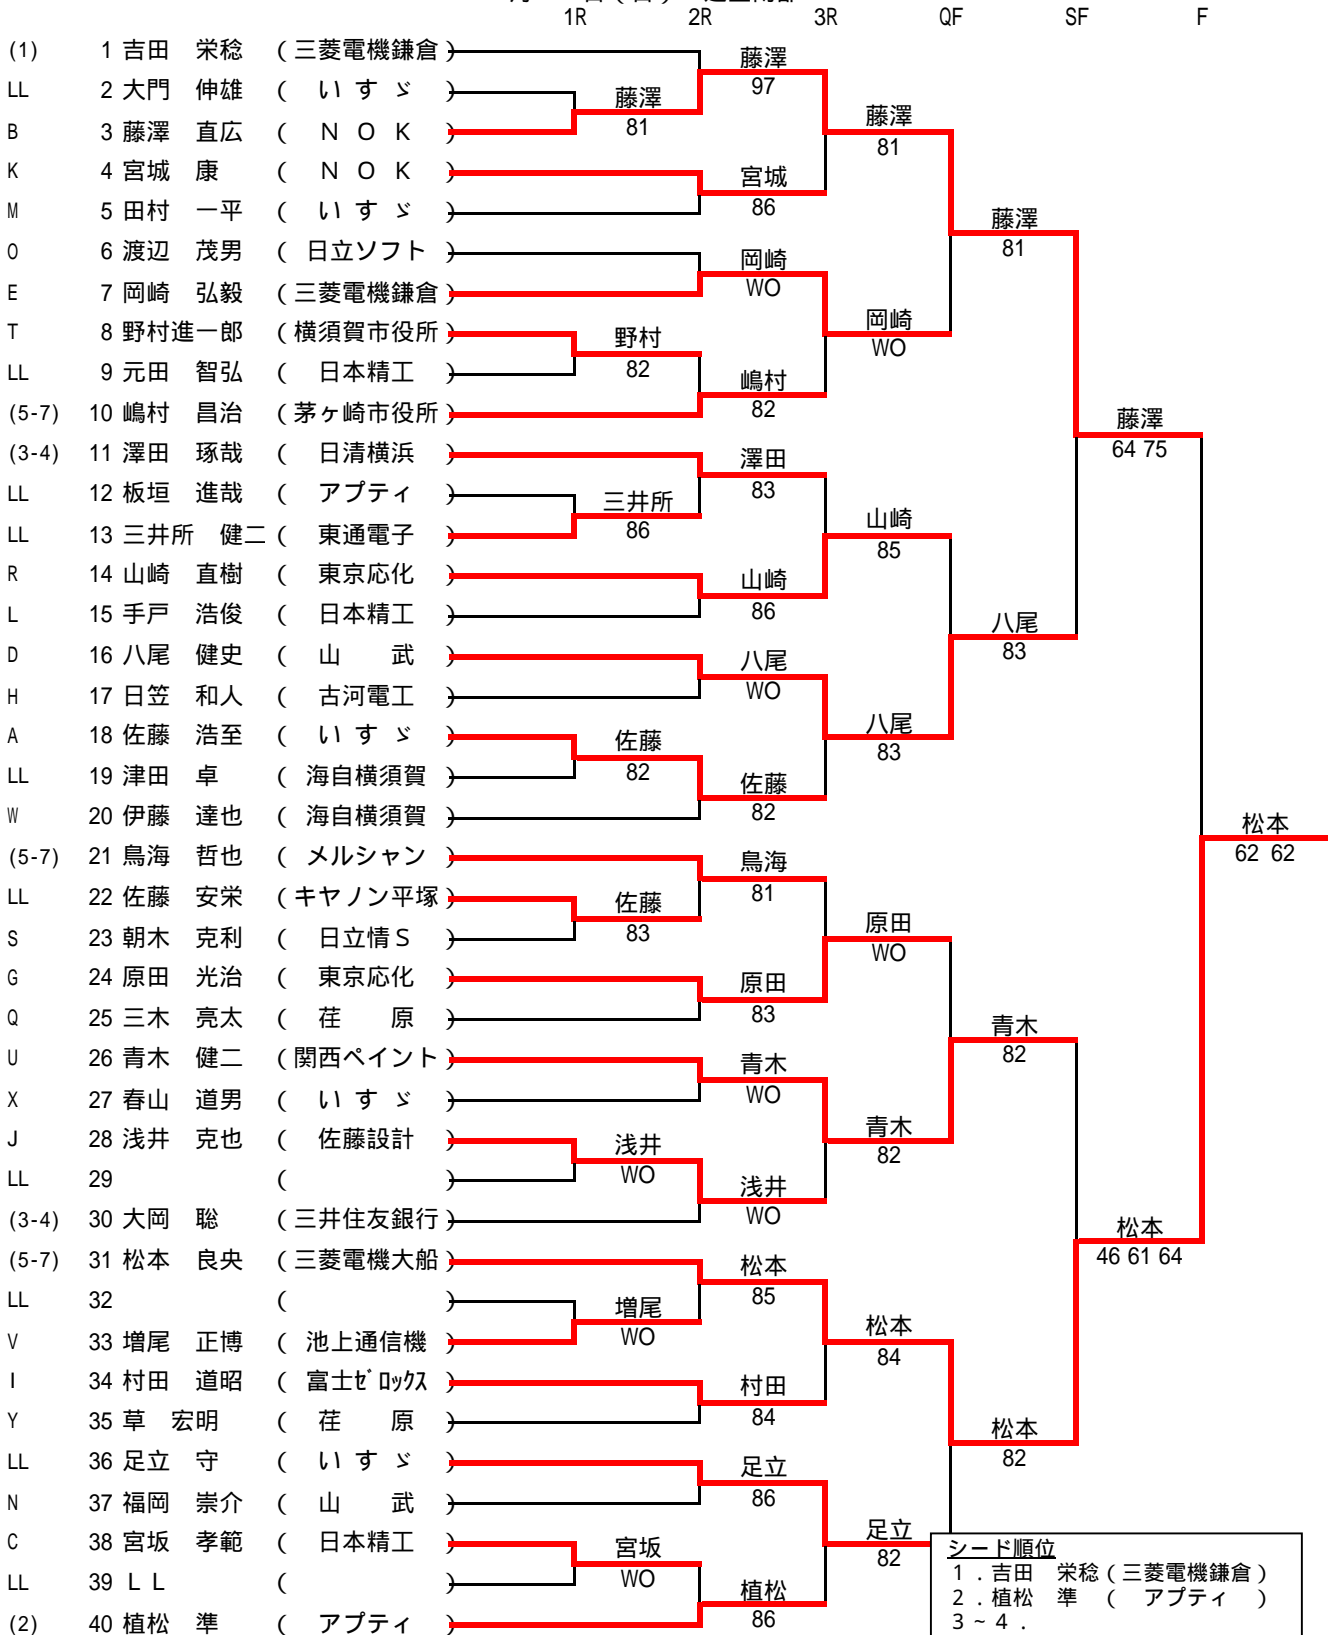 1R 2R 3R QF SF F
(1) 1 吉田 栄稔 (三菱電機鎌倉)
藤澤
LL 2 大門 伸雄 ( いすゞ ) 97
藤澤
B 3 藤澤 直広 ( NOK ) 81 藤澤
81
K 4 宮城 康 ( NOK ) 宮城
M 5 田村 一平 ( いすゞ ) 86
藤澤
O 6 渡辺 茂男 ( 日立ソフト ) 81
岡崎
E 7 岡崎 弘毅 (三菱電機鎌倉) WO
岡崎
T 8 野村進一郎 (横須賀市役所) 野村 WO
LL 9 元田 智弘 ( 日本精工 ) 82
嶋村
(5-7) 10 嶋村 昌治 (茅ヶ崎市役所) 82
藤澤
(3-4) 11 澤田 琢哉 ( 日清横浜 ) 澤田 64 75
LL 12 板垣 進哉 ( アプティ ) 83
三井所
LL 13 三井所 健二 ( 東通電子 ) 86 山崎
85
R 14 山崎 直樹 ( 東京応化 ) 山崎
L 15 手戸 浩俊 ( 日本精工 ) 86
八尾
D 16 八尾 健史 ( 山 武 ) 八尾 83
H 17 日笠 和人 ( 古河電工 ) WO
八尾
A 18 佐藤 浩至 ( いすゞ ) 佐藤 83
LL 19 津田 卓 ( 海自横須賀 ) 82 佐藤
W 20 伊藤 達也 ( 海自横須賀 ) 82
松本
62 62
(5-7) 21 鳥海 哲也 ( メルシャン ) 鳥海
LL 22 佐藤 安栄 (キヤノン平塚) 佐藤 81
S 23 朝木 克利 ( 日立情S ) 83 原田
WO
G 24 原田 光治 ( 東京応化 ) 原田
Q 25 三木 亮太 ( 荏 原 ) 83
青木
U 26 青木 健二 (関西ペイント) 青木 82
X 27 春山 道男 ( いすゞ ) WO
青木
J 28 浅井 克也 ( 佐藤設計 ) 浅井 82
LL 29 ( ) WO 浅井
(3-4) 30 大岡 聡 (三井住友銀行) WO
松本
(5-7) 31 松本 良央 (三菱電機大船) 松本 46 61 64
LL 32 ( ) 増尾 85
V 33 増尾 正博 ( 池上通信機 ) WO 松本
84
I 34 村田 道昭 ( 富士ゼロックス ) 村田
Y 35 草 宏明 ( 荏 原 ) 84
松本
LL 36 足立 守 ( いすゞ ) 足立 82
N 37 福岡 崇介 ( 山 武 ) 86
足立
C 38 宮坂 孝範 ( 日本精工 ) 宮坂 82
LL 39 LL ( ) WO 植松
(2) 40 植松 準 ( アプティ ) 86
シード順位
1.吉田 栄稔(三菱電機鎌倉)
2.植松 準 ( アプティ )
3~4.